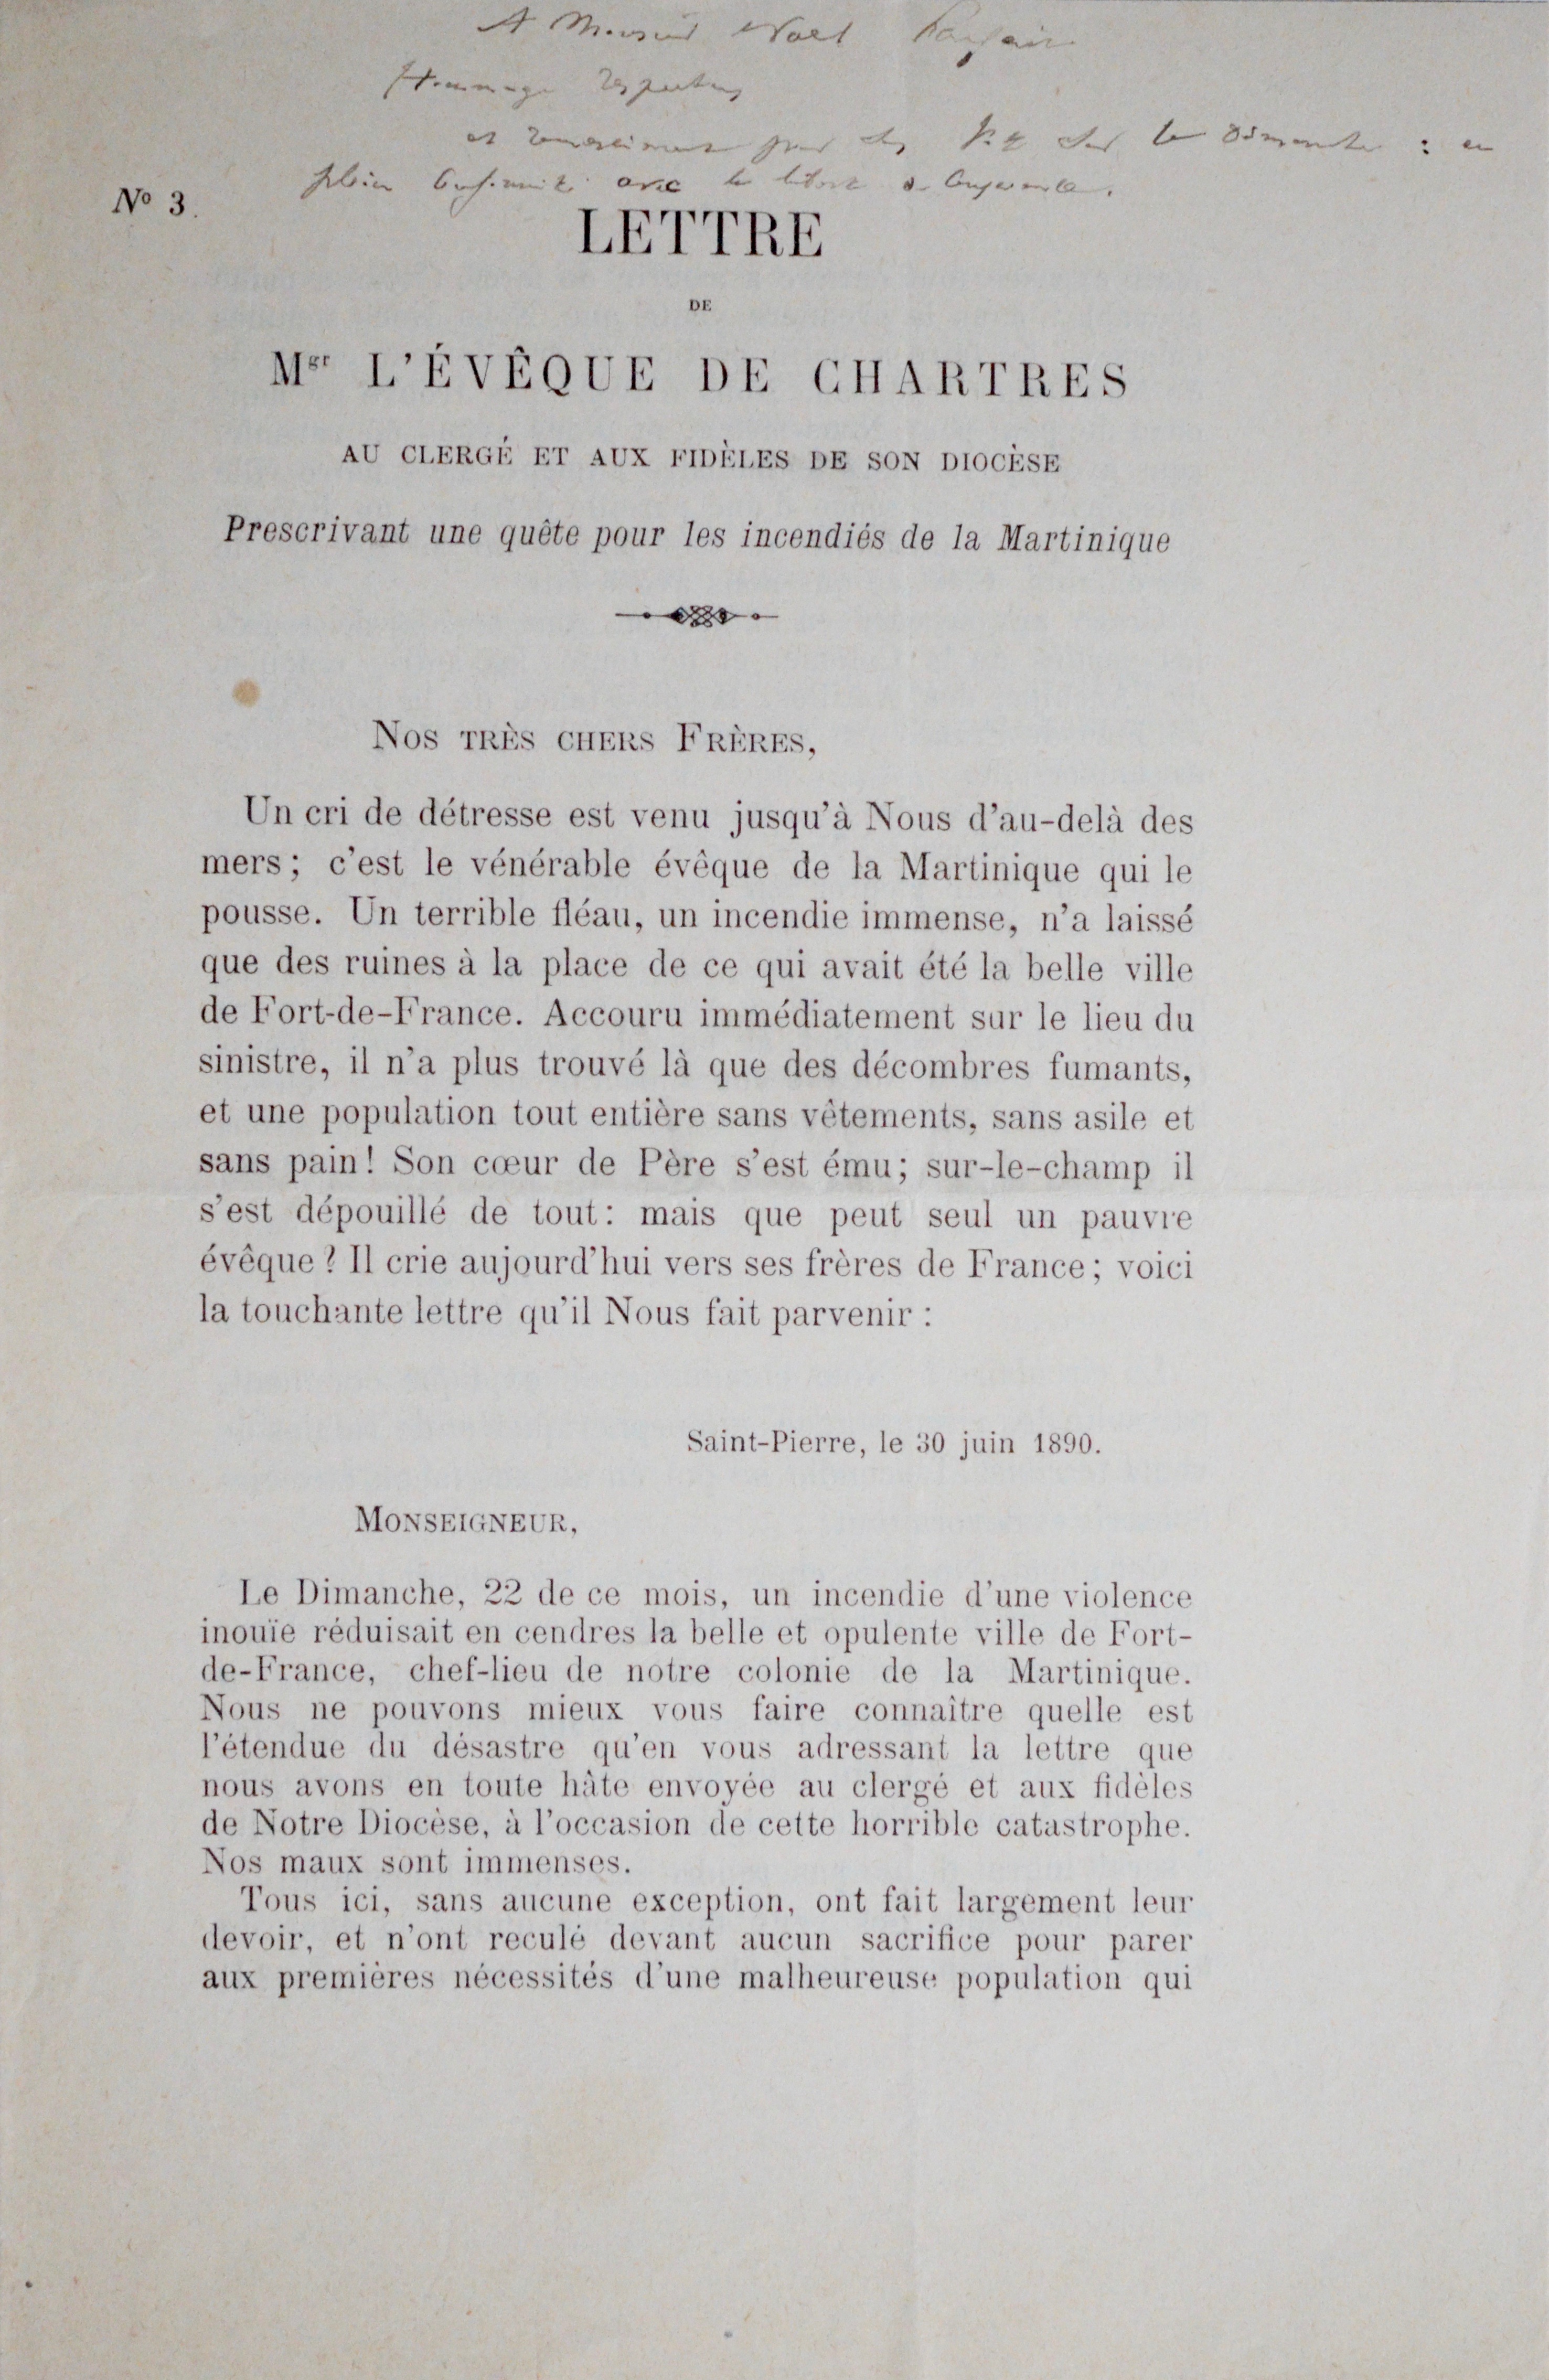 A Monsieur Noël Parfait
Hommage respectueux
et pour
avec la de
Nº 3.
LETTRE
DE
Mgr L'ÉVÊQUE DE CHARTRES
AU CLERGÉ ET AUX FIDÈLES DE SON DIOCÈSE
Prescrivant une quête pour les incendiés de la Martinique
Nos très chers Frères,
Un cri de détresse est venu jusqu'à Nous d'au-delà des
mers; c'est le vénérable évêque de la Martinique qui le
pousse. Un terrible fléau, un incendie immense, n'a laissé
que des ruines à la place de ce qui avait été la belle ville
de Fort-de-France. Accouru immédiatement sur le lieu du
sinistre, il n'a plus trouvé là que des décombres fumants,
et une population tout entière sans vêtements, sans asile et
sans pain! Son cœur de Père s'est ému; sur-le-champ il
s'est dépouillé de tout: mais que peut seul un pauvre
évêque? Il crie aujourd'hui vers ses frères de France; voici
la touchante lettre qu'il Nous fait parvenir :
Saint-Pierre, le 30 juin 1890.
Monseigneur,
Le Dimanche, 22 de ce mois, un incendie d'une violence
inouïe réduisait en cendres la belle et opulente ville de Fort-
de-France, chef-lieu de notre colonie de la Martinique.
Nous ne pouvons mieux vous faire connaître quelle est
l'étendue du désastre qu'en vous adressant la lettre que
nous avons en toute hâte envoyée au clergé et aux fidèles
de Notre Diocèse, à l'occasion de cette horrible catastrophe.
Nos maux sont immenses.
Tous ici, sans aucune exception, ont fait largement leur
devoir, et n'ont reculé devant aucun sacrifice pour parer
aux premières nécessités d'une malheureuse population qui